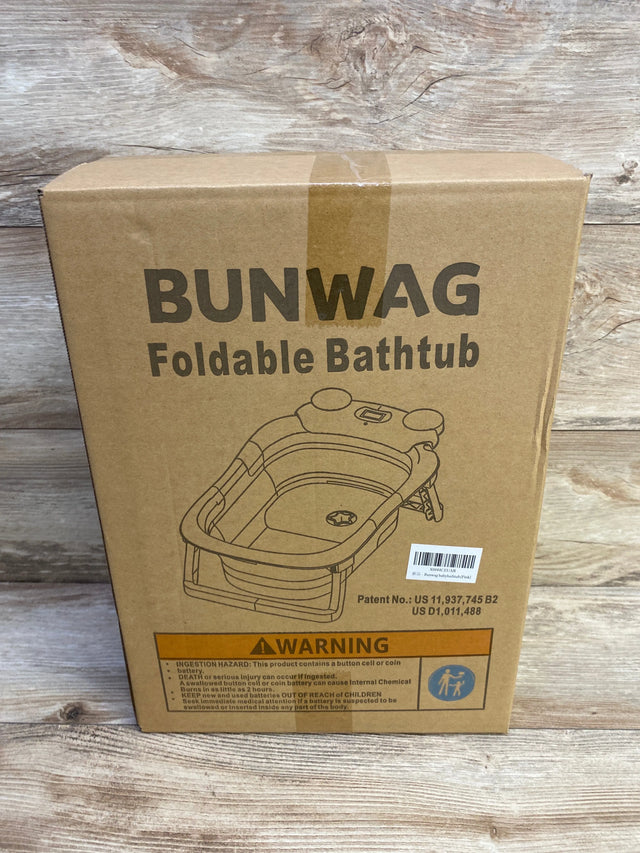 BUNWAG
Foldable Bathtub
Patent No.: US 11,937,745 B2
US D1,011,488
WARNING
• INGESTION HAZARD: This product contains a button cell or coin
battery.
• DEATH or serious injury can occur if ingested.
• A swallowed button cell or coin battery can cause Internal Chemical
Burns in as little as 2 hours.
• KEEP new and used batteries OUT OF REACH of CHILDREN
• Seek immediate medical attention if a battery is suspected to be
swallowed or inserted inside any part of the body.